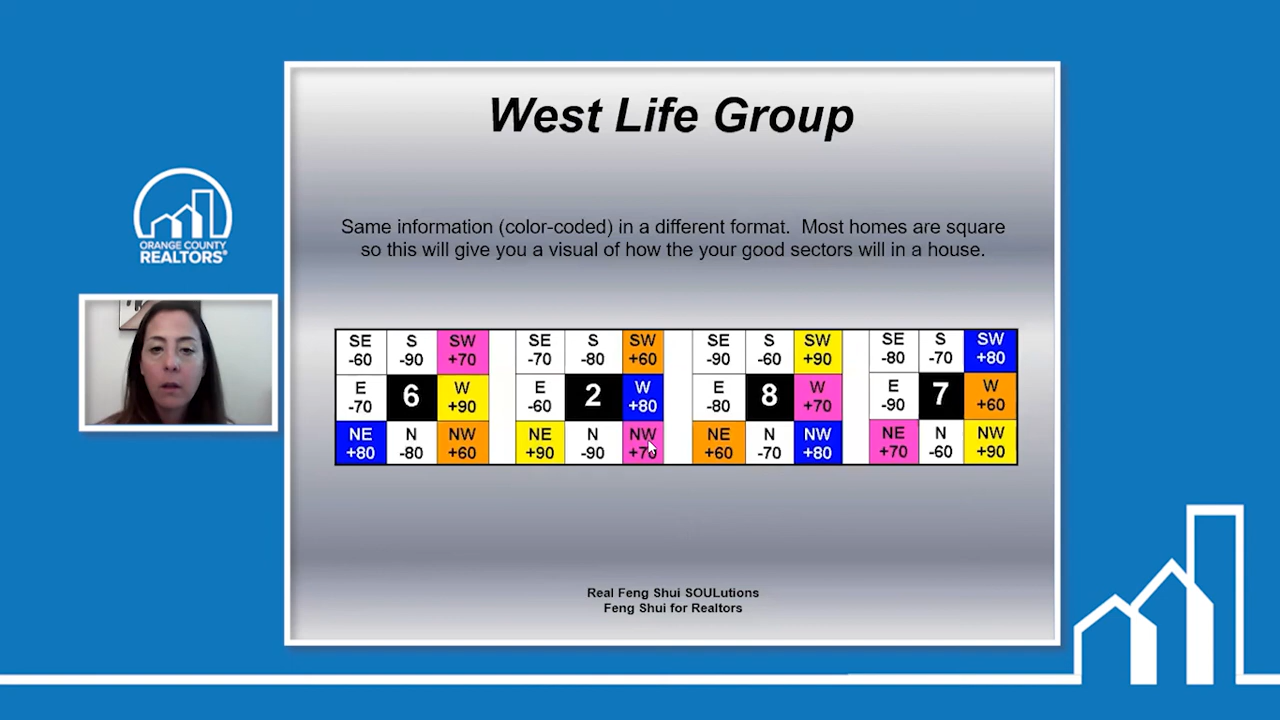 West Life Group
Same information (color-coded) in a different format. Most homes are square
so this will give you a visual of how the your good sectors will in a house.
ORANGE COUNTY
REALTORS®
SE S SW SE S SW SE S SW SE S SW
-60 -90 +70 -70 -80 +60 -90 -60 +90 -80 -70 +80
E 6 W E 2 W E 8 W E 7 W
-70 +90 -60 +80 -80 +70 -90 +60
NE N NW NE N NW NE N NW NE N NW
+80 -80 +60 +90 -90 +70 +60 -70 +80 +70 -60 +90
Real Feng Shui SOULutions
Feng Shui for Realtors